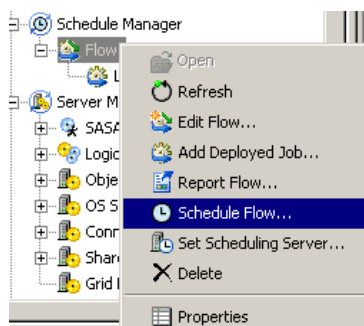 Schedule Manager
Flow
Open
L
Refresh
Server M
Edit Flow...
SASA
Add Deployed Job...
Logic
Report Flow...
Obje
Schedule Flow...
OS S
Set Scheduling Server...
Conn
Delete
Shar
Grid
Properties